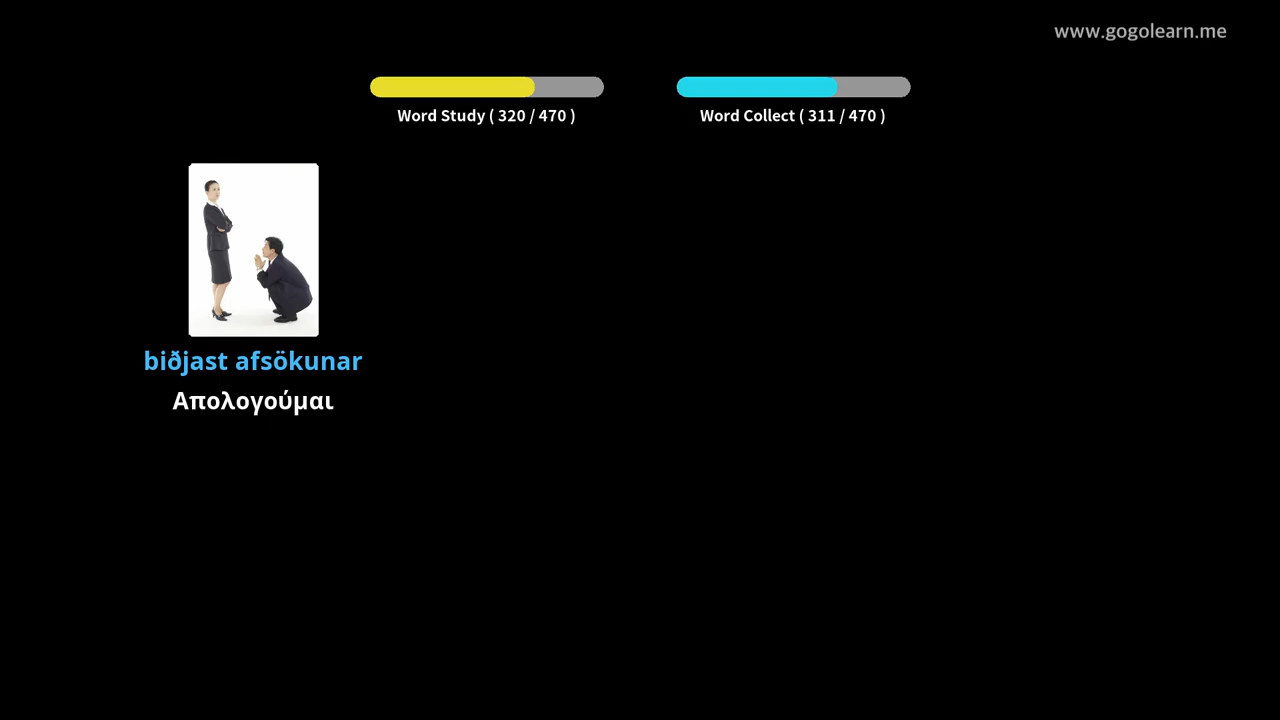 www.gogolearn.me
Word Study ( 320 / 470 )
Word Collect ( 311 / 470 )
biðjast afsökunar
Απολογούμαι